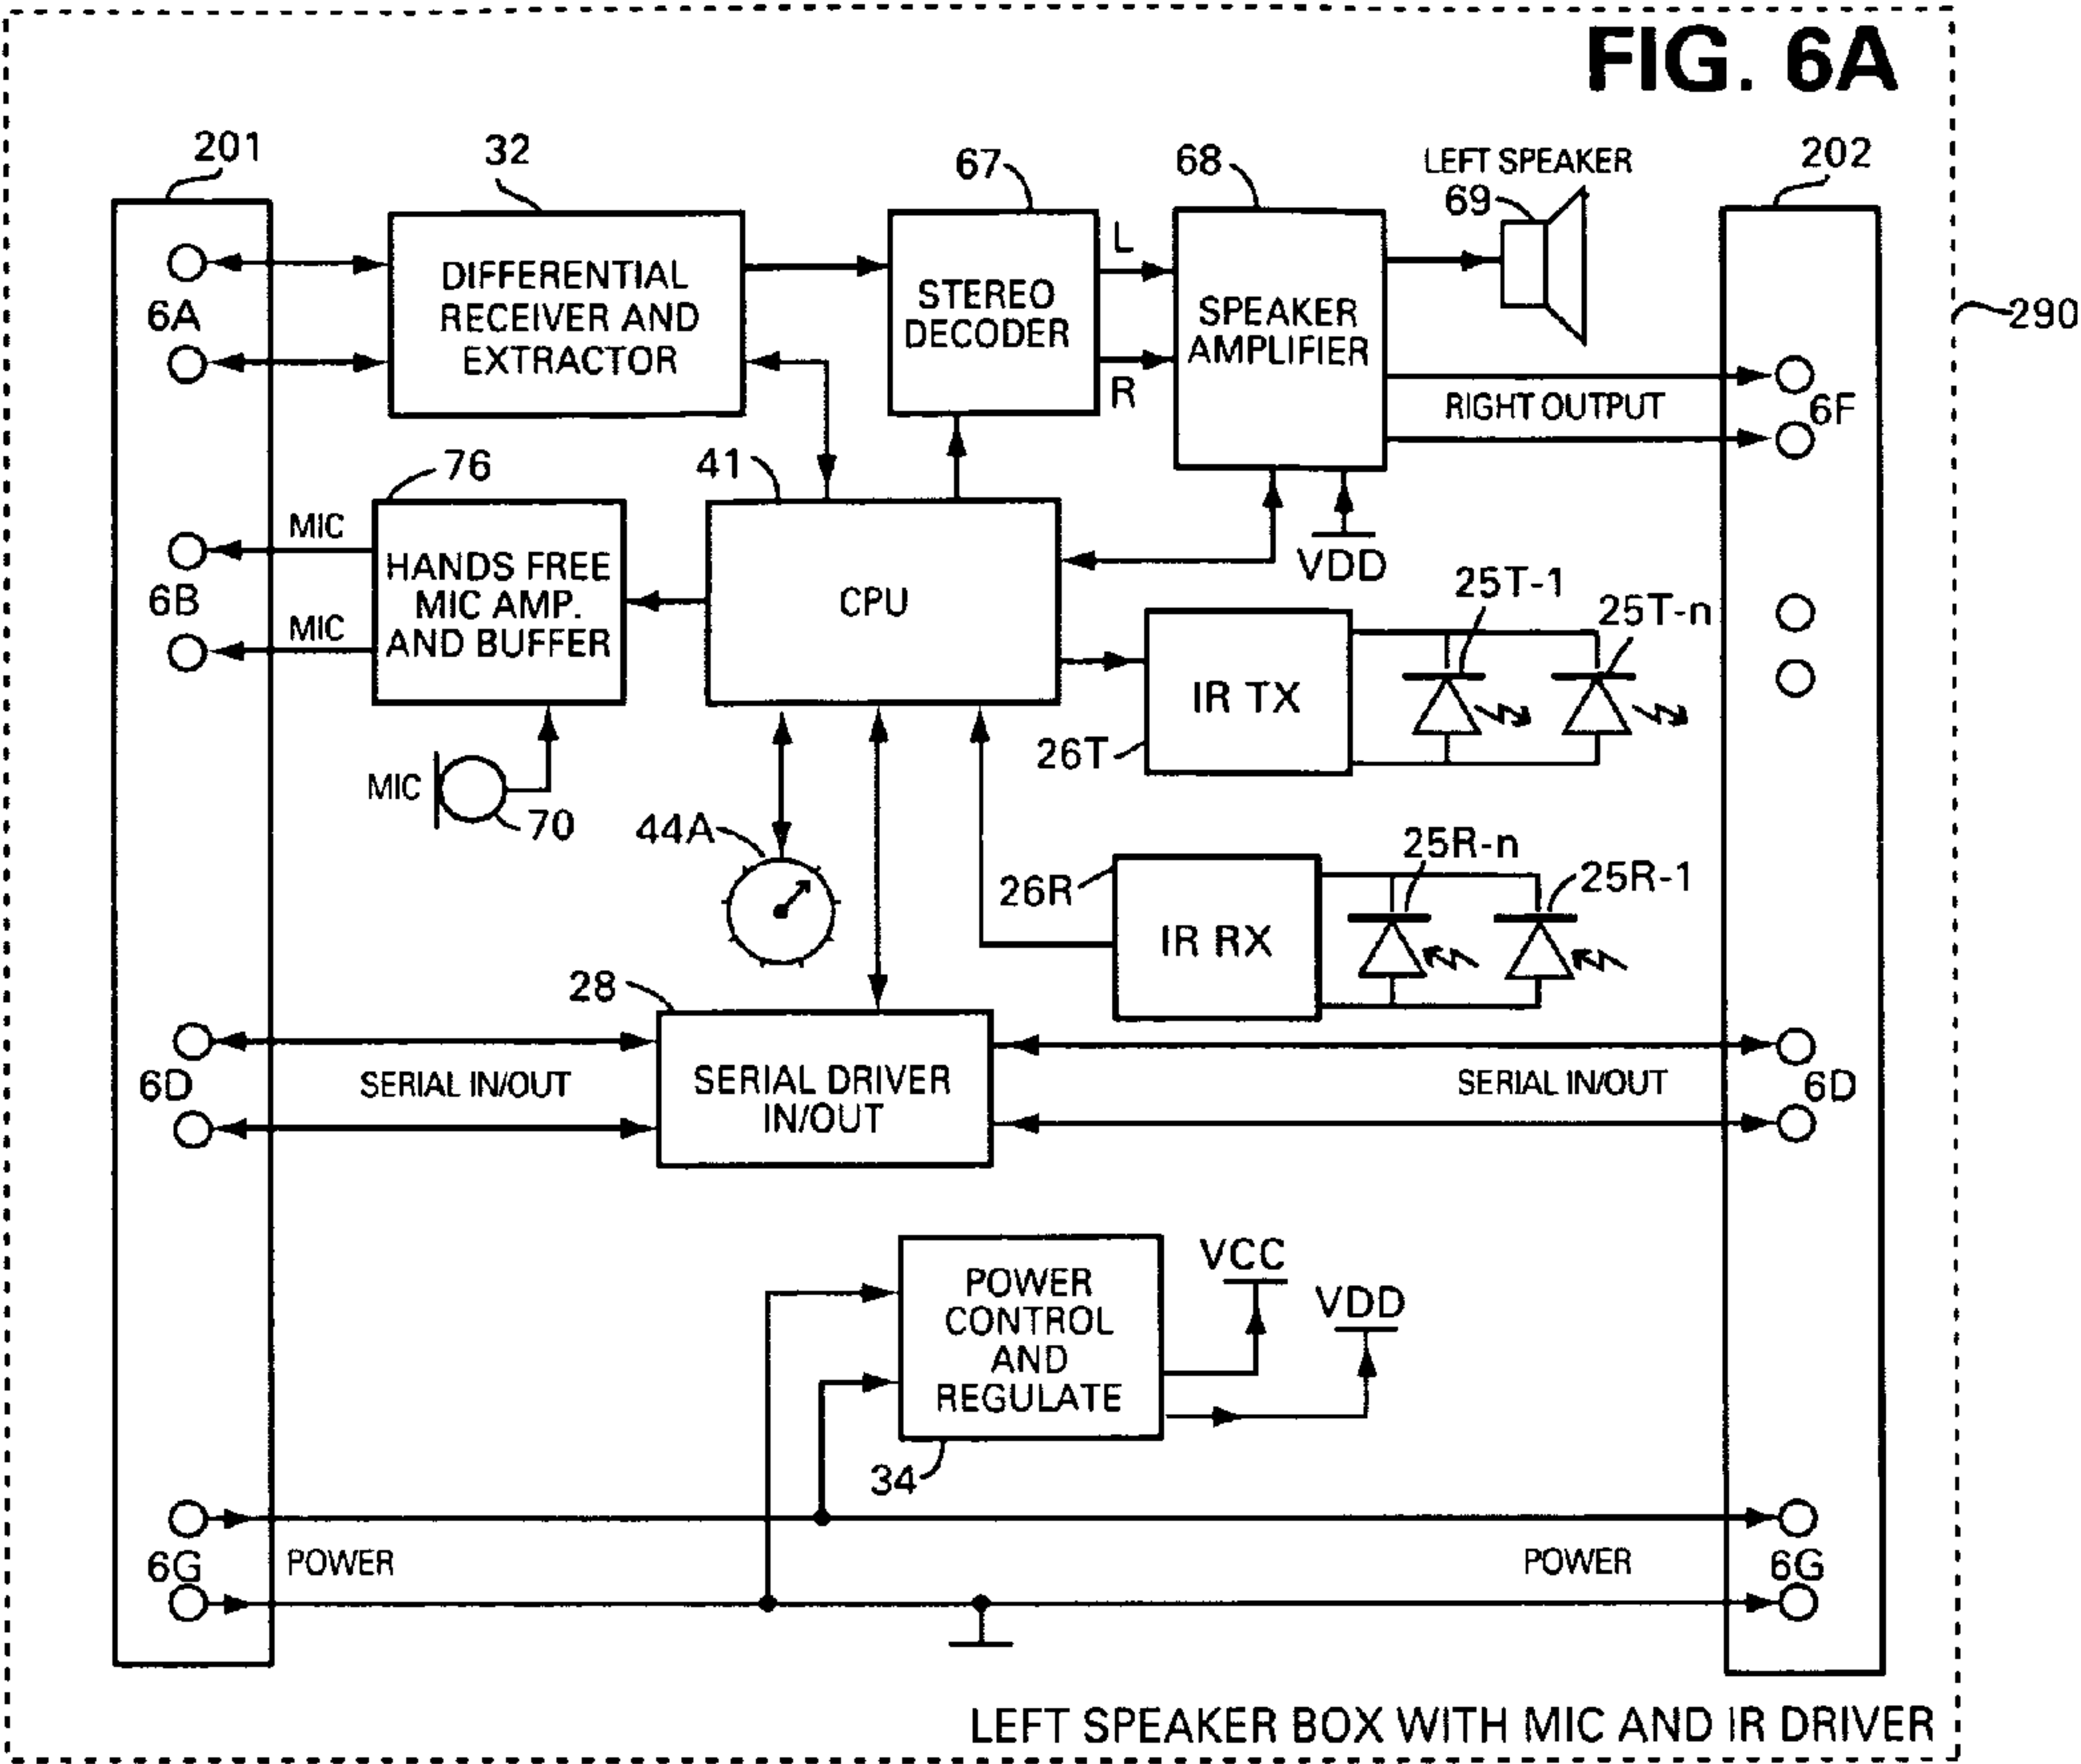 FIG. 6A
201
32
67
68
LEFT SPEAKER
69
202
290
6A
DIFFERENTIAL
RECEIVER AND
EXTRACTOR
STEREO
DECODER
L
R
SPEAKER
AMPLIFIER
RIGHT OUTPUT
6F
76
41
MIC
6B
MIC
HANDS FREE
MIC AMP.
AND BUFFER
CPU
VDD
25T-1
25T-n
IR TX
26T
MIC
70
44A
25R-n
25R-1
26R
IR RX
28
6D
SERIAL IN/OUT
SERIAL DRIVER
IN/OUT
SERIAL IN/OUT
6D
POWER
CONTROL
AND
REGULATE
VCC
VDD
34
6G
POWER
POWER
6G
LEFT SPEAKER BOX WITH MIC AND IR DRIVER